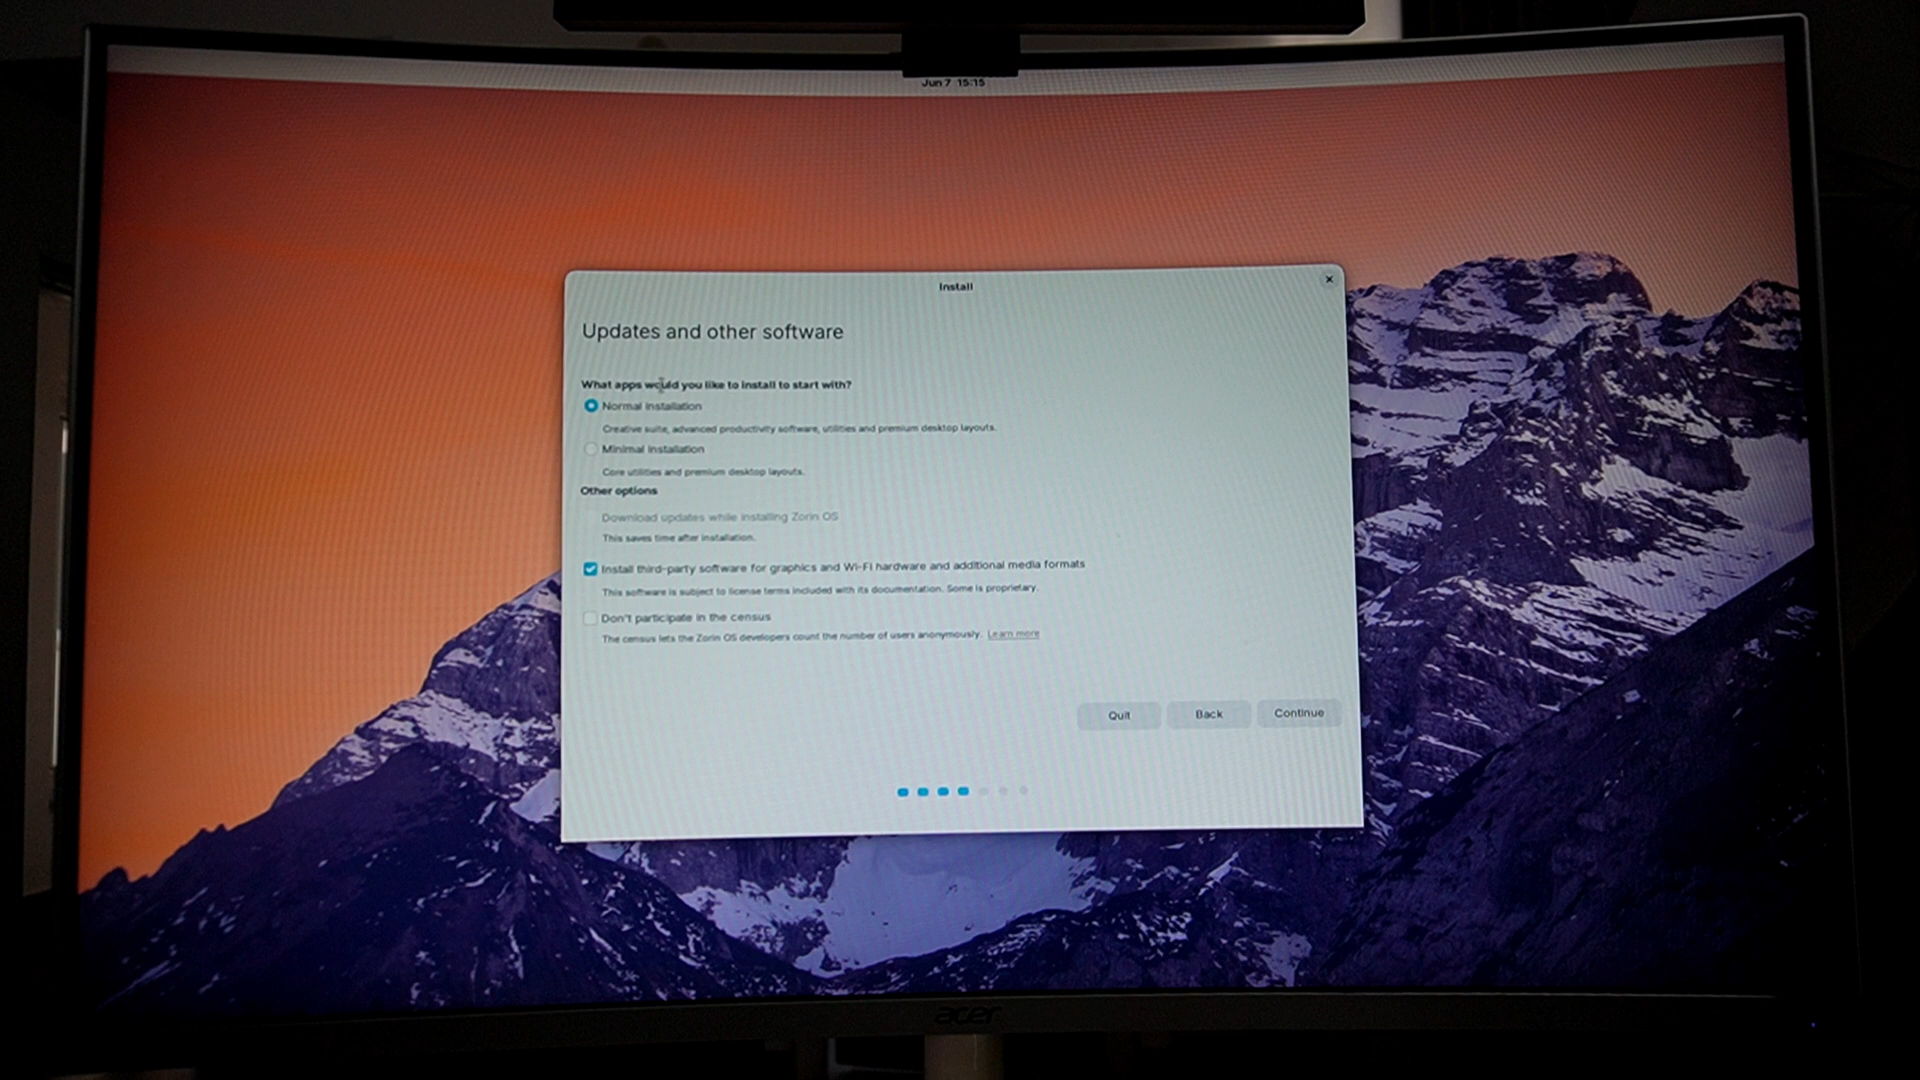 Jun 7 15:15
Install
Updates and other software
What apps would you like to install to start with?
Normal installation
Creative suite, advanced productivity software, utilities and premium desktop layouts.
Minimal installation
Core utilities and premium desktop layouts.
Other options
Download updates while installing Zorin OS
This saves time after installation.
Install third-party software for graphics and Wi-Fi hardware and additional media formats
This software is subject to license terms included with its documentation. Some is proprietary.
Don't participate in the census
The census lets the Zorin OS developers count the number of users anonymously. Learn more
Quit Back Continue
acer